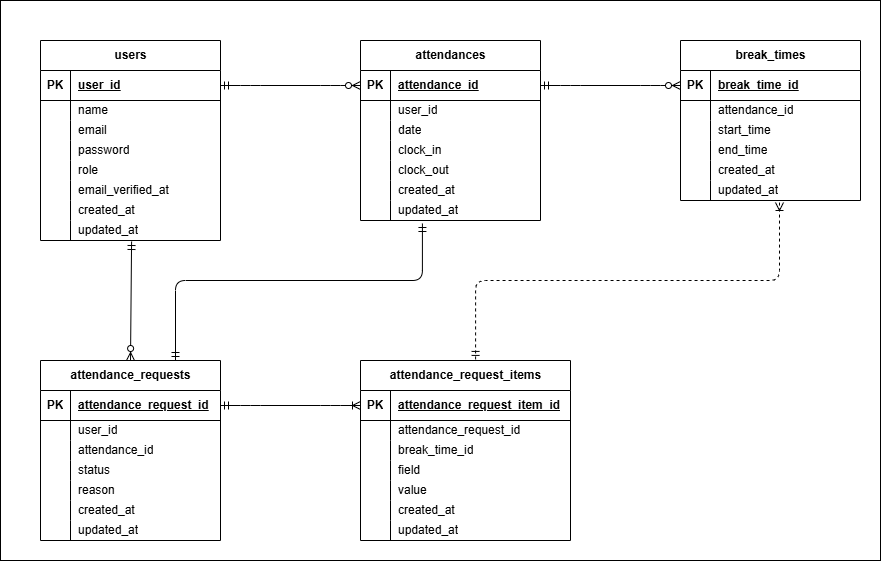 users
PK user_id
name
email
password
role
email_verified_at
created_at
updated_at
attendances
PK attendance_id
user_id
date
clock_in
clock_out
created_at
updated_at
break_times
PK break_time_id
attendance_id
start_time
end_time
created_at
updated_at
attendance_requests
PK attendance_request_id
user_id
attendance_id
status
reason
created_at
updated_at
attendance_request_items
PK attendance_request_item_id
attendance_request_id
break_time_id
field
value
created_at
updated_at